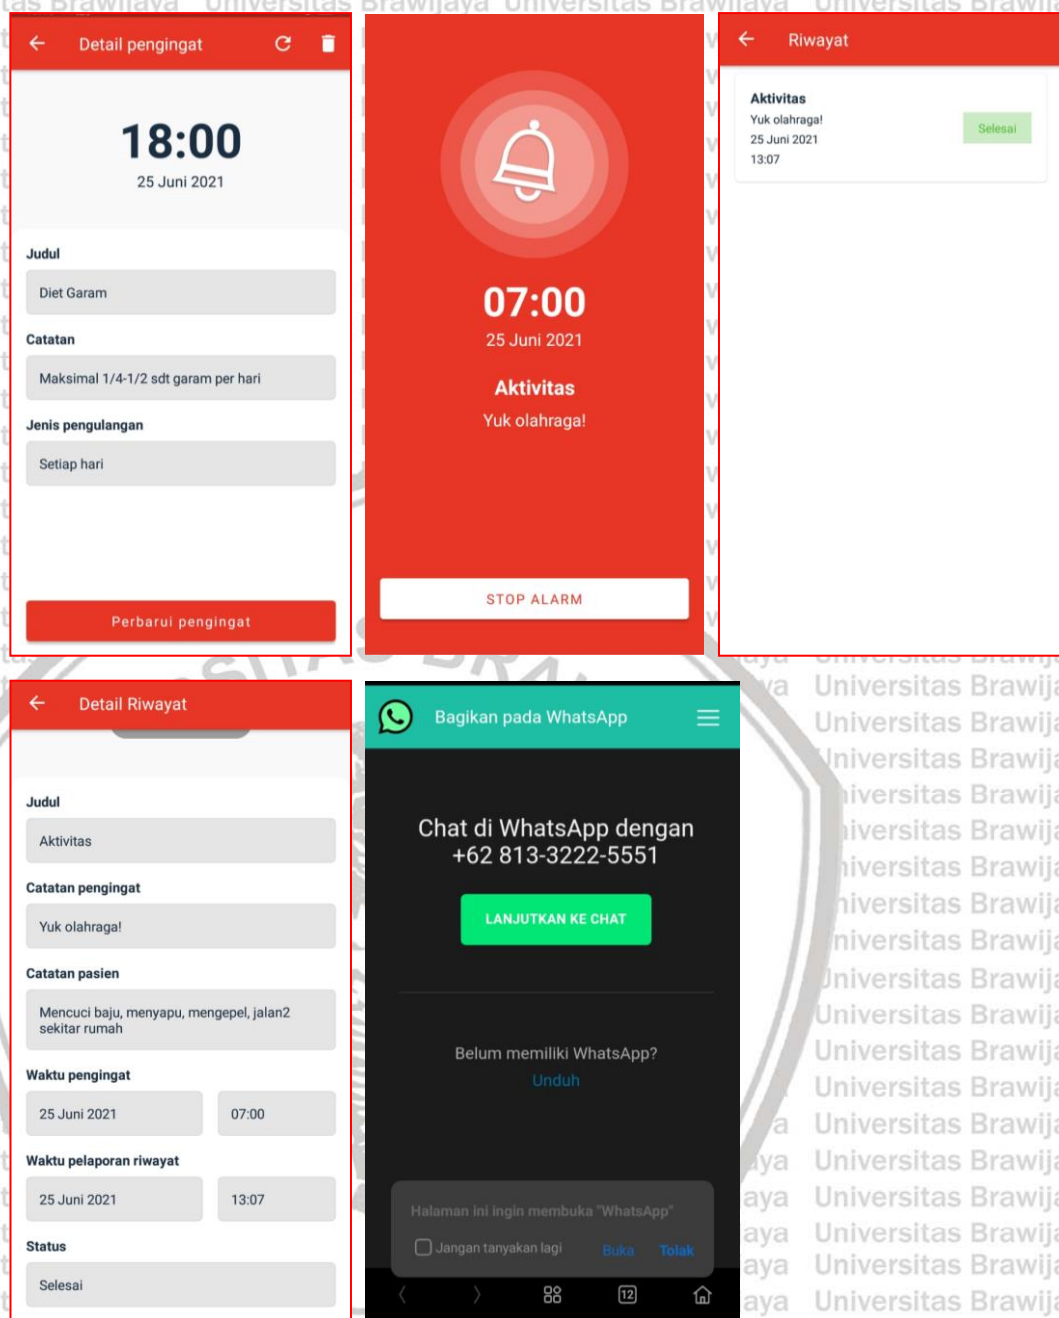 Detail pengingat
18:00
25 Juni 2021
Judul
Diet Garam
Catatan
Maksimal 1/4-1/2 sdt garam per hari
Jenis pengulangan
Setiap hari
Perbarui pengingat
07:00
25 Juni 2021
Aktivitas
Yuk olahraga!
STOP ALARM
Riwayat
Aktivitas
Yuk olahraga!
25 Juni 2021
13:07
Selesai
Detail Riwayat
Judul
Aktivitas
Catatan pengingat
Yuk olahraga!
Catatan pasien
Mencuci baju, menyapu, mengepel, jalan2
sekitar rumah
Waktu pengingat
25 Juni 2021 07:00
Waktu pelaporan riwayat
25 Juni 2021 13:07
Status
Selesai
Bagikan pada WhatsApp
Chat di WhatsApp dengan
+62 813-3222-5551
LANJUTKAN KE CHAT
Belum memiliki WhatsApp?
Unduh
Halaman ini ingin membuka "WhatsApp"
Jangan tanyakan lagi Buka Tolak
12
Universitas Brawijaya Universitas Brawijaya